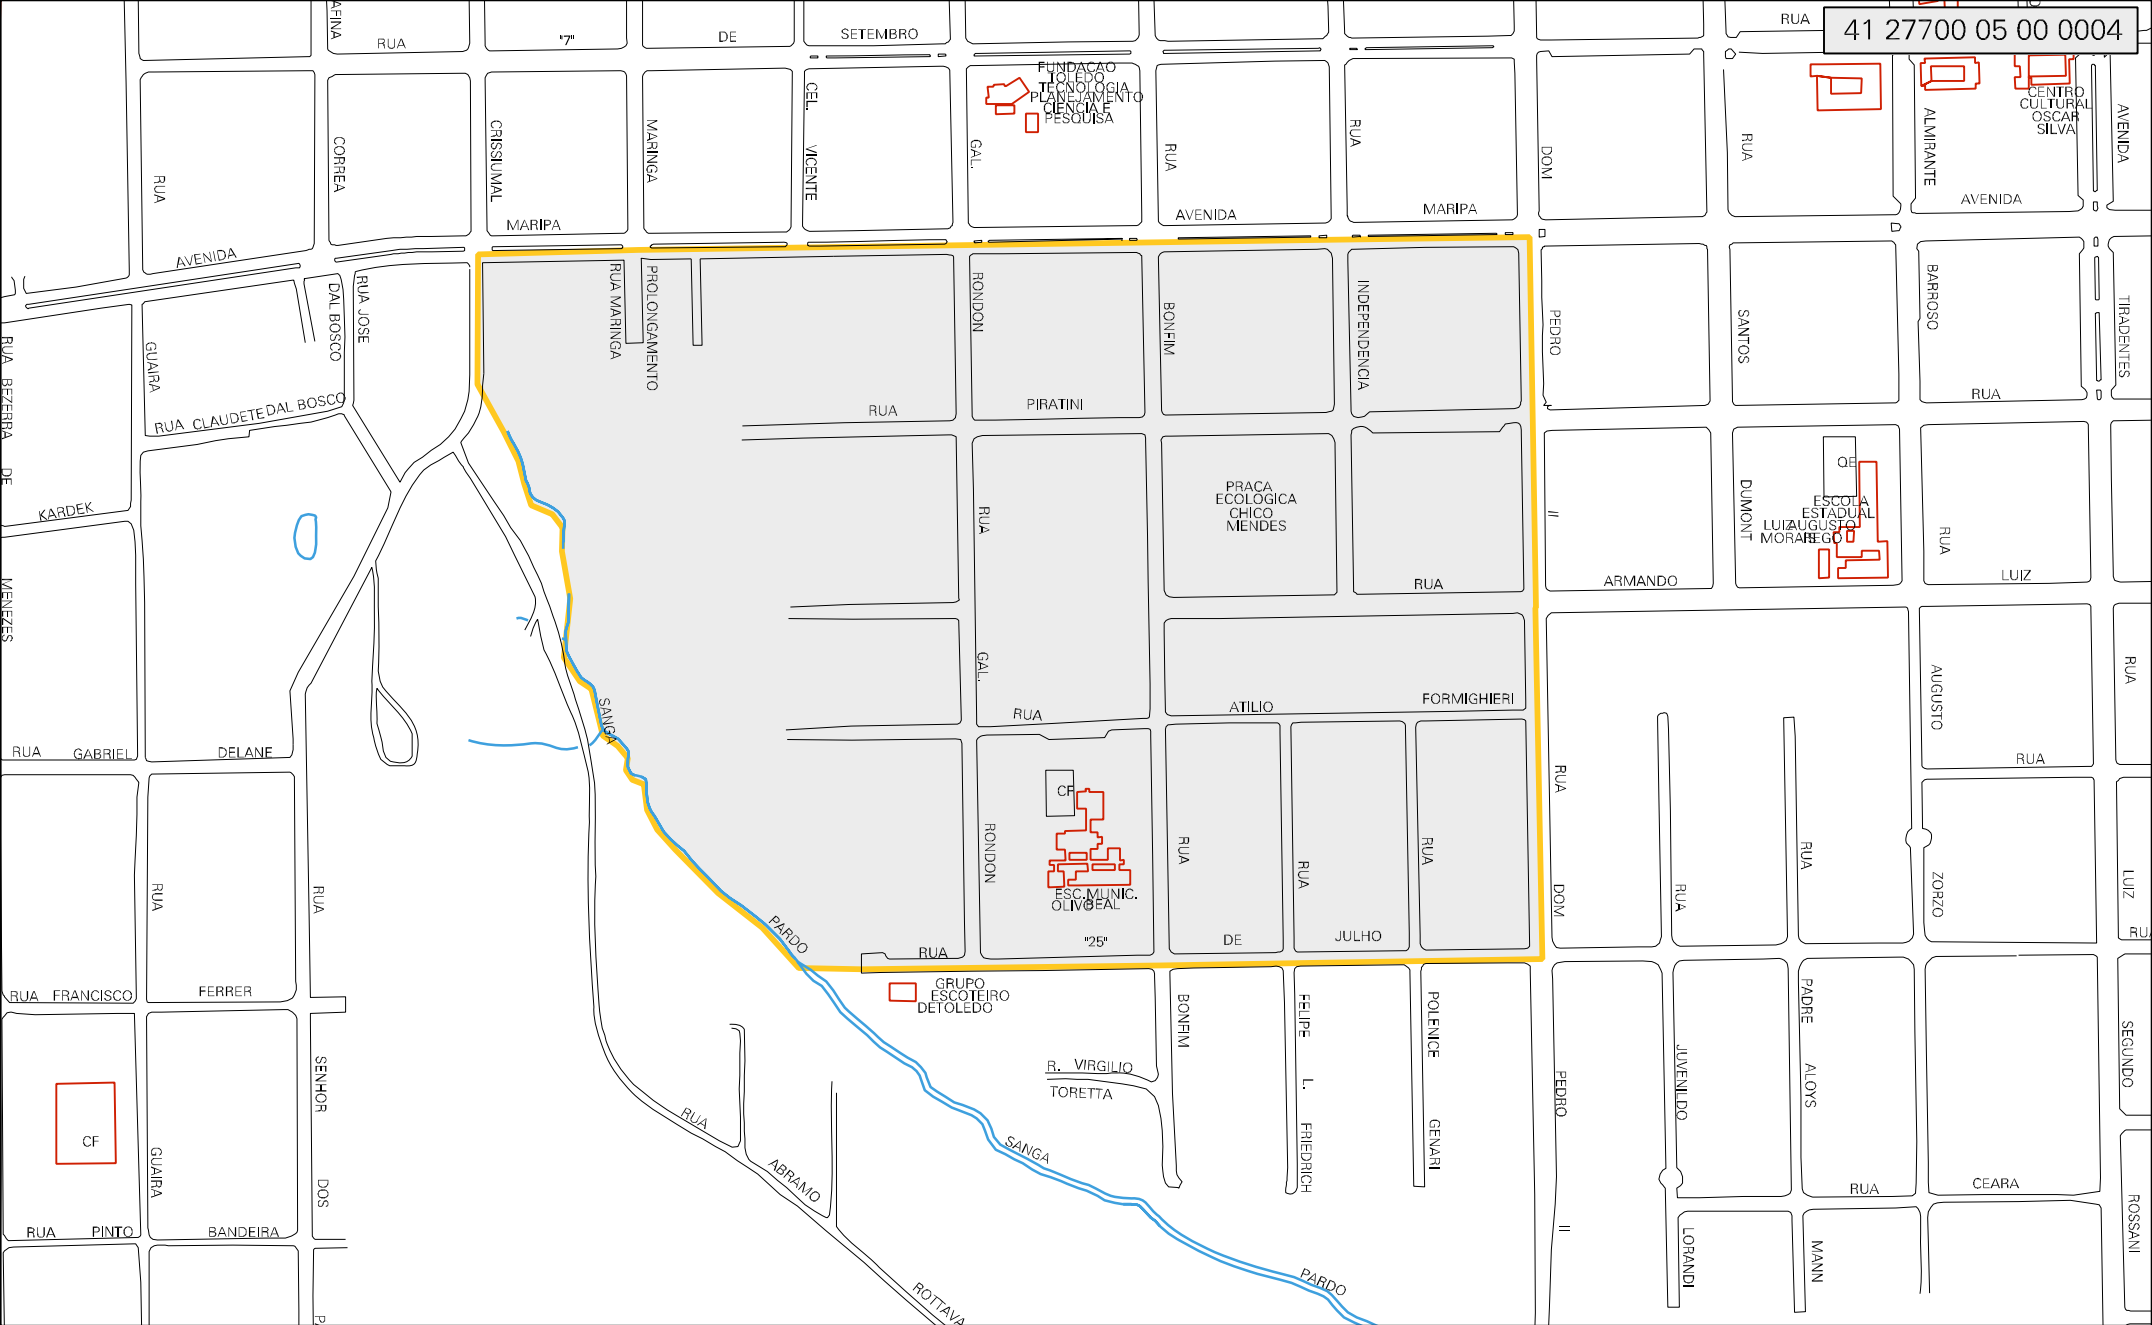 41 27700 05 00 0004
RUA
RUA
"7"
DE
SETEMBRO
FUNDACAO
TOLEDO
TECNOLOGIA
PLANEJAMENTO
CIENCIA E
PESQUISA
CENTRO
CULTURAL
OSCAR
SILVA
RUA
CORREA
CRISSIUMAL
MARINGA
CEL.
VICENTE
GAL.
RUA
RUA
DOM
RUA
ALMIRANTE
AVENIDA
AVENIDA
MARIPA
AVENIDA
MARIPA
AVENIDA
RUA BEZERRA DE MENEZES
GUAIRA
DAL BOSCO
RUA JOSE
RUA MARINGA
PROLONGAMENTO
RONDON
BONFIM
INDEPENDENCIA
PEDRO
SANTOS
BARROSO
TIRADENTES
RUA CLAUDETE DAL BOSCO
RUA
PIRATINI
RUA
KARDEK
RUA
PRACA
ECOLOGICA
CHICO
MENDES
II
DUMONT
QE
ESCOLA
ESTADUAL
LUIZ AUGUSTO
MORAIS REGO
RUA
RUA
ARMANDO
LUIZ
GAL.
RUA
ATILIO
FORMIGHIERI
AUGUSTO
RUA
RUA GABRIEL
DELANE
SANGA
RUA
RUA
CF
ESC.MUNIC.
OLIVO BEAL
RONDON
RUA
RUA
RUA
RUA
RUA
RUA
DOM
RUA
ZORZO
LUIZ
PARDO
RUA
"25"
DE
JULHO
RUA FRANCISCO
FERRER
GRUPO
ESCOTEIRO
DETOLEDO
BONFIM
FELIPE
L.
FRIEDRICH
POLENICE
GENARI
PADRE
ALOYS
MANN
R. VIRGILIO
TORETTA
SENHOR
DOS
PEDRO
II
JUVENILDO
LORANDI
SEGUNDO
ROSSANI
CF
GUAIRA
RUA
ABRAMO
ROTTAVA
SANGA
PARDO
RUA
CEARA
RUA PINTO
BANDEIRA